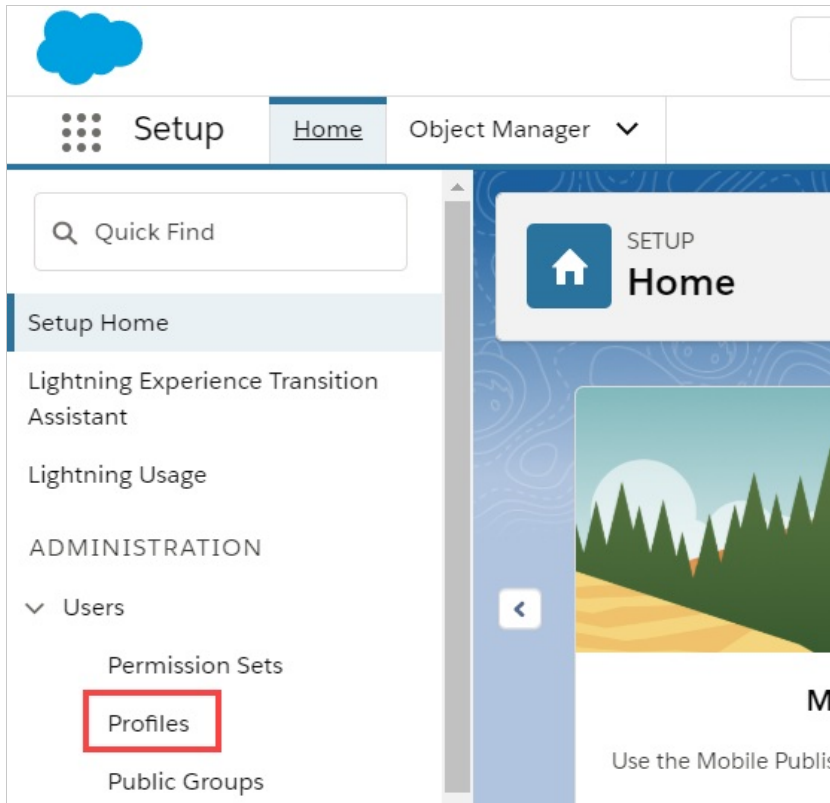 Setup
Home
Object Manager
Quick Find
SETUP
Home
Setup Home
Lightning Experience Transition
Assistant
Lightning Usage
ADMINISTRATION
Users
Permission Sets
Profiles
Public Groups
M
Use the Mobile Publis